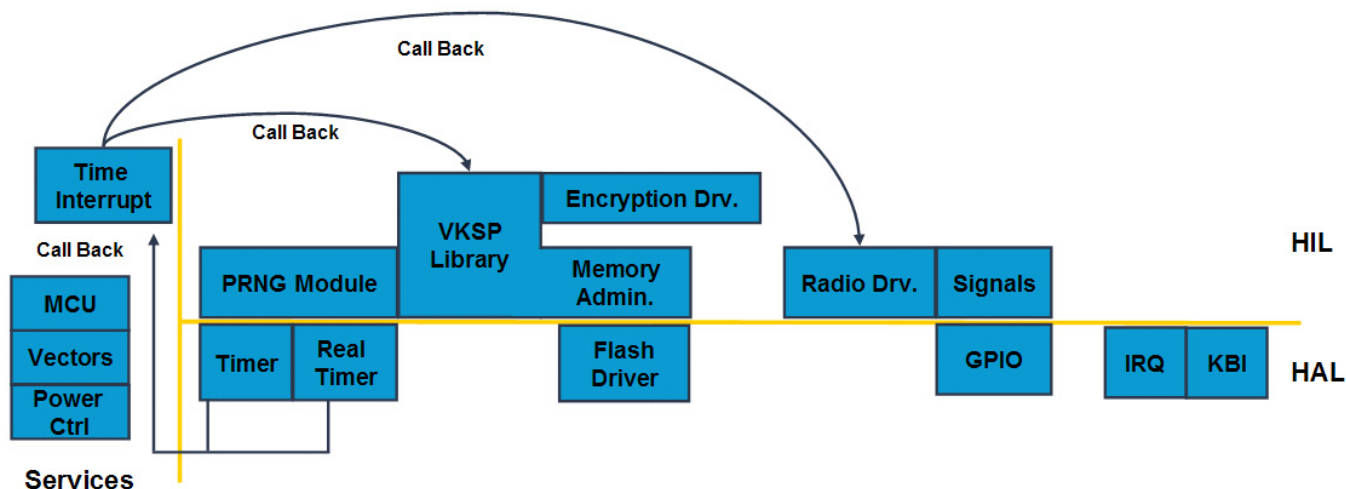 Call Back
Call Back
Time
Interrupt
Encryption Drv.
VKSP
Library
Call Back
HIL
PRNG Module
Memory
Admin.
Radio Drv.
Signals
MCU
Vectors
Power
Ctrl
Timer
Real
Timer
Flash
Driver
GPIO
IRQ
KBI
HAL
Services